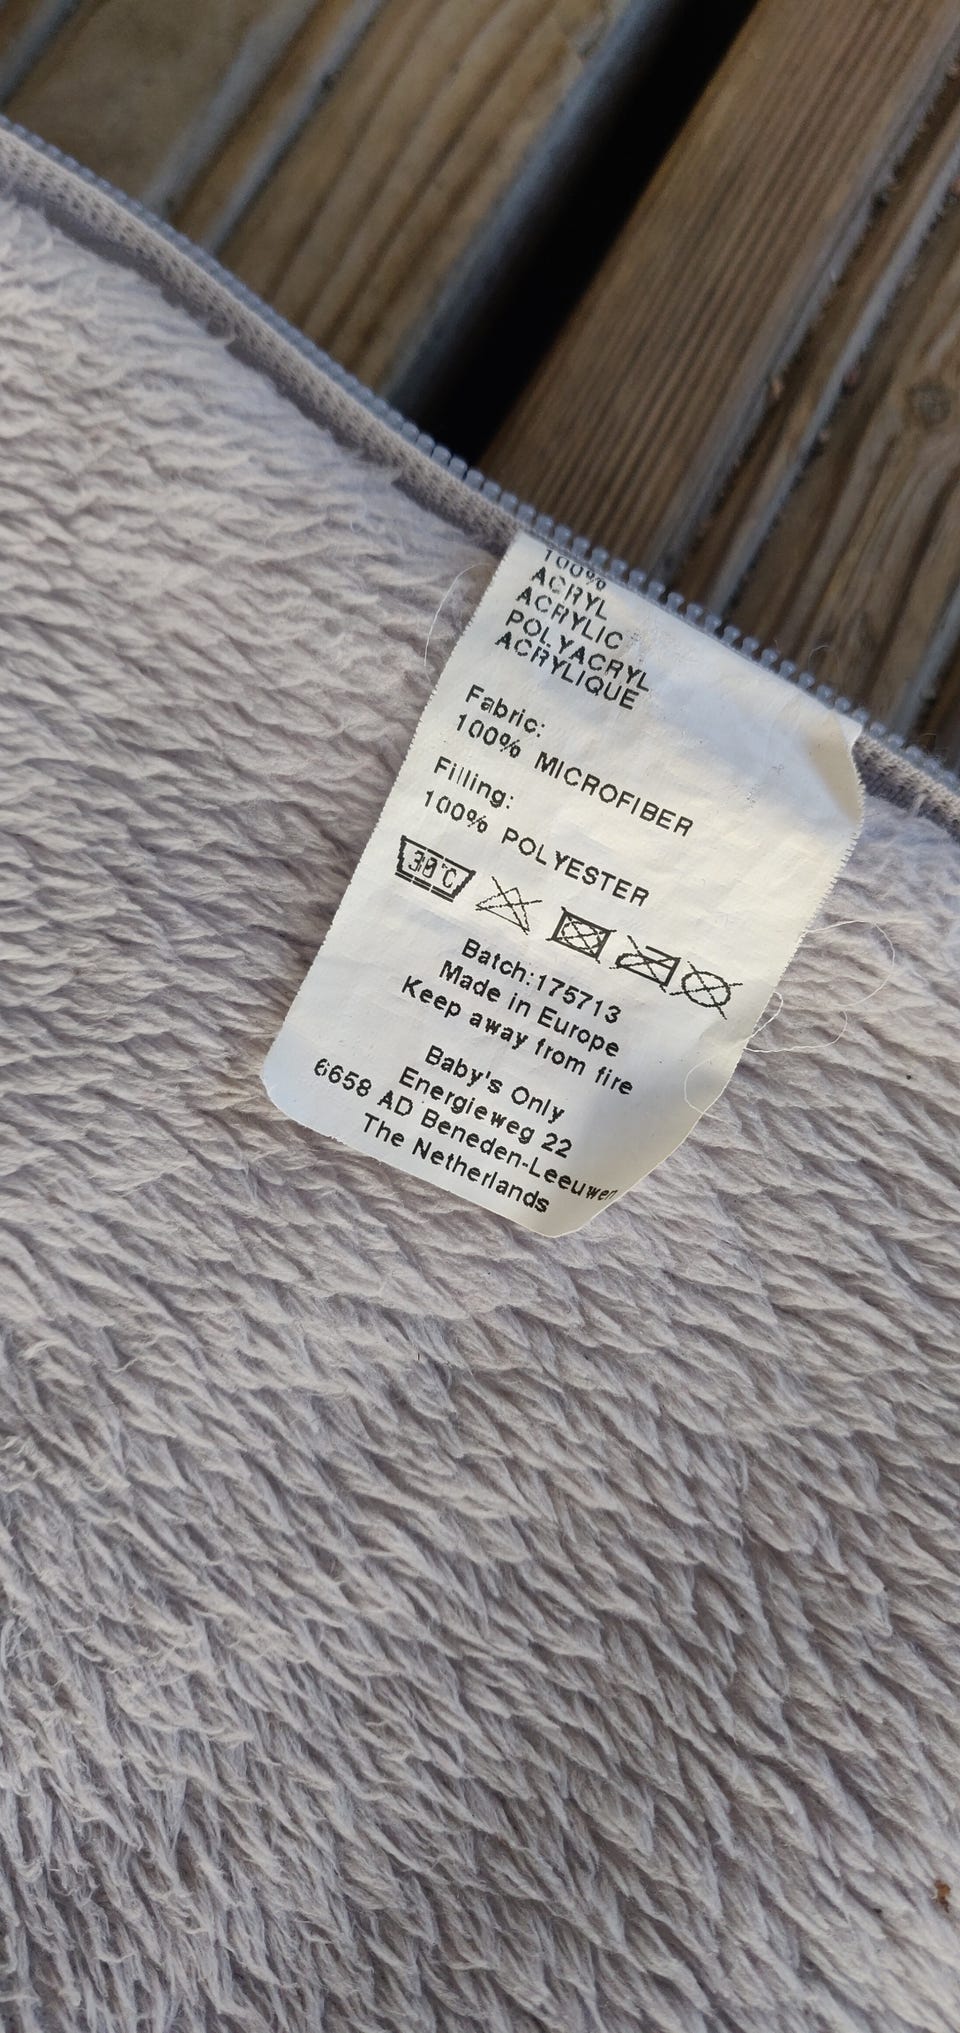 100%
ACRYL
ACRYLIC
POLYACRYL
ACRYLIQUE
Fabric:
100% MICROFIBER
Filling:
100% POLYESTER
30°C
Batch:175713
Made in Europe
Keep away from fire
Baby's Only
Energieweg 22
6658 AD Beneden-Leeuwen
The Netherlands